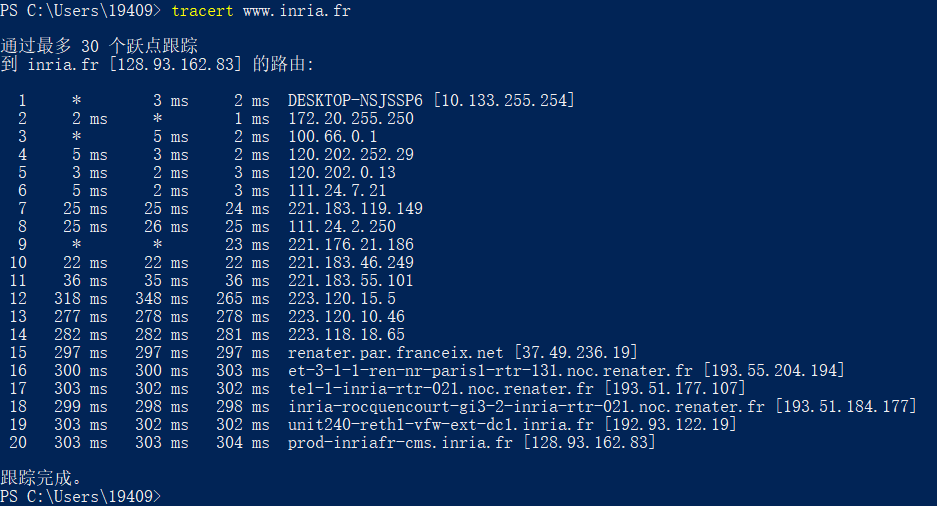 PS C:\Users\19409> tracert www.inria.fr
通过最多 30 个跃点跟踪
到 inria.fr [128.93.162.83] 的路由:
1 * 3 ms 2 ms DESKTOP-NSJSSP6 [10.133.255.254]
2 2 ms * 1 ms 172.20.255.250
3 * 5 ms 2 ms 100.66.0.1
4 5 ms 3 ms 2 ms 120.202.252.29
5 3 ms 2 ms 3 ms 120.202.0.13
6 5 ms 2 ms 3 ms 111.24.7.21
7 25 ms 25 ms 24 ms 221.183.119.149
8 25 ms 26 ms 25 ms 111.24.2.250
9 * * 23 ms 221.176.21.186
10 22 ms 22 ms 22 ms 221.183.46.249
11 36 ms 35 ms 36 ms 221.183.55.101
12 318 ms 348 ms 265 ms 223.120.15.5
13 277 ms 278 ms 278 ms 223.120.10.46
14 282 ms 282 ms 281 ms 223.118.18.65
15 297 ms 297 ms 297 ms renater.par.franceix.net [37.49.236.19]
16 300 ms 300 ms 303 ms et-3-1-1-ren-nr-paris1-rtr-131.noc.renater.fr [193.55.204.194]
17 303 ms 302 ms 302 ms te1-1-inria-rtr-021.noc.renater.fr [193.51.177.107]
18 299 ms 298 ms 298 ms inria-rocquencourt-gi3-2-inria-rtr-021.noc.renater.fr [193.51.184.177]
19 303 ms 302 ms 302 ms unit240-reth1-vfw-ext-dc1.inria.fr [192.93.122.19]
20 303 ms 303 ms 304 ms prod-inriafr-cms.inria.fr [128.93.162.83]
跟踪完成。
PS C:\Users\19409>